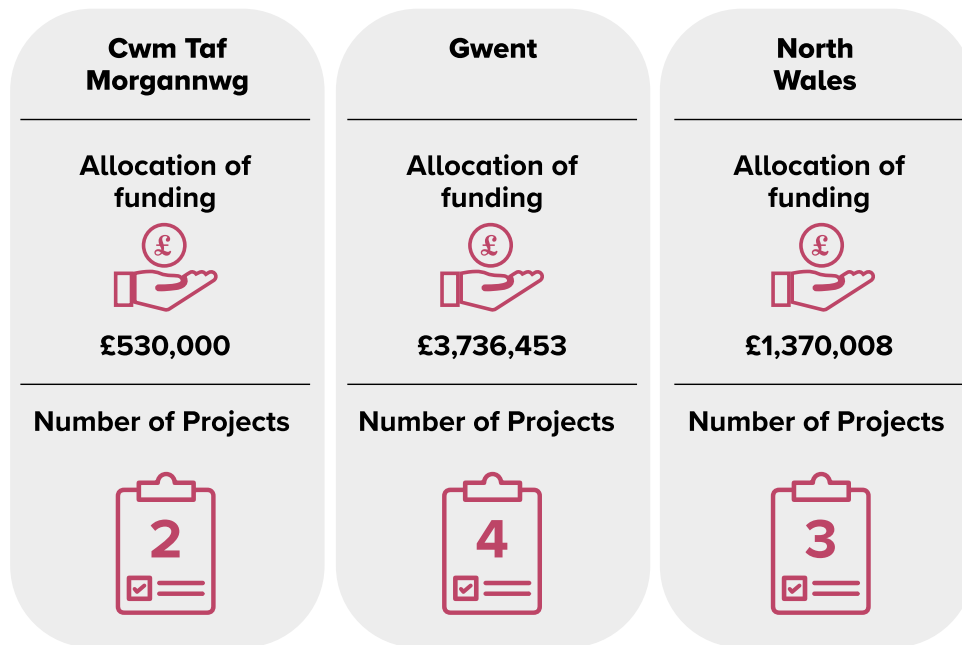 Cwm Taf
Morgannwg
Allocation of
funding
£
£530,000
Number of Projects
2
Gwent
Allocation of
funding
£
£3,736,453
Number of Projects
4
North
Wales
Allocation of
funding
£
£1,370,008
Number of Projects
3